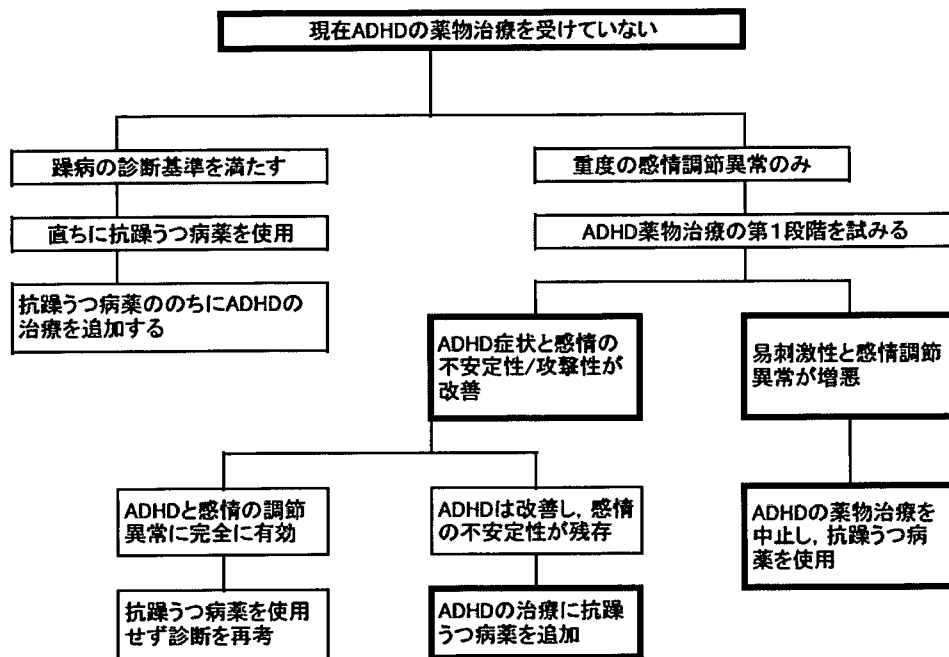 現在ADHDの薬物治療を受けていない
躁病の診断基準を満たす
重度の感情調節異常のみ
直ちに抗躁うつ病薬を使用
ADHD薬物治療の第1段階を試みる
抗躁うつ病薬ののちにADHDの
治療を追加する
ADHD症状と感情の
不安定性/攻撃性が
改善
易刺激性と感情調節
異常が増悪
ADHDと感情の調節
異常に完全に有効
ADHDは改善し，感情
の不安定性が残存
ADHDの薬物治療を
中止し，抗躁うつ病
薬を使用
抗躁うつ病薬を使用
せず診断を再考
ADHDの治療に抗躁
うつ病薬を追加